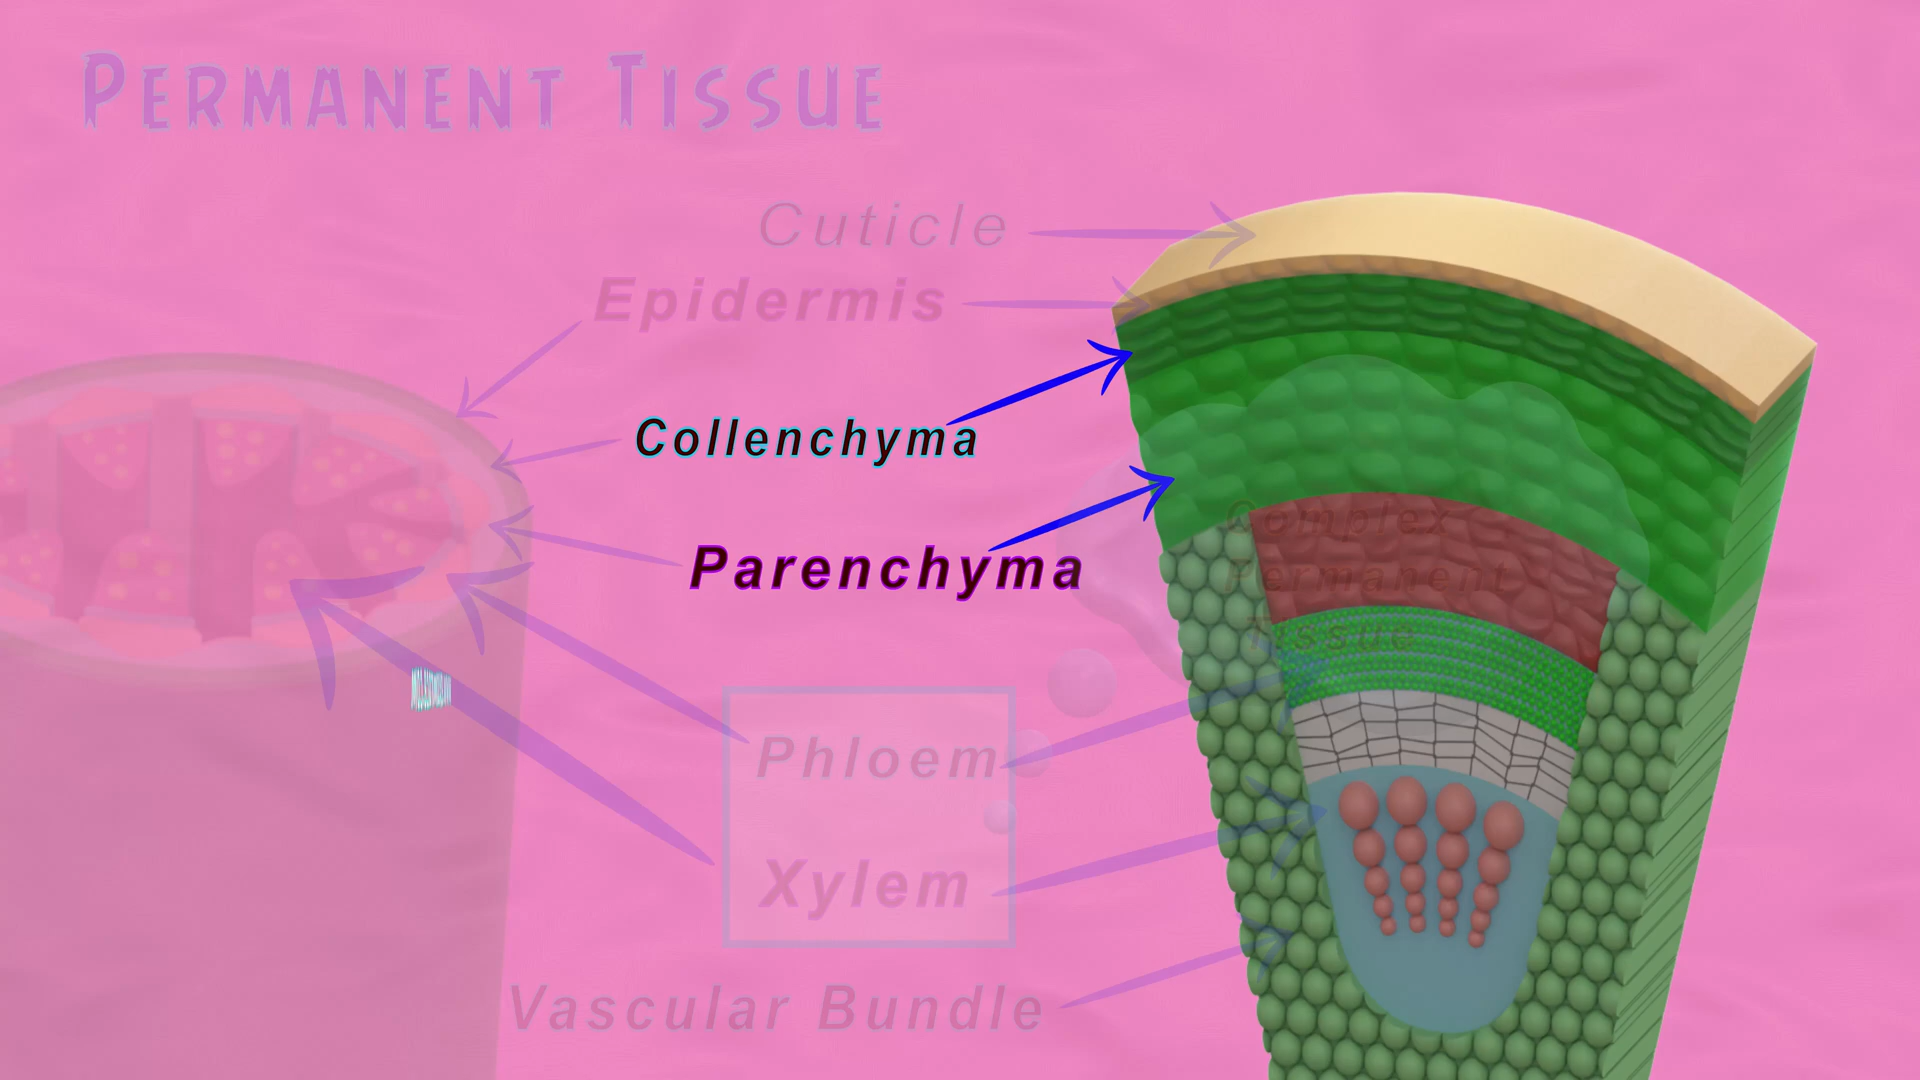 Permanent Tissue
Cuticle
Epidermis
Collenchyma
Parenchyma
Complex
Permanent
Tissue
Phloem
Xylem
Vascular Bundle